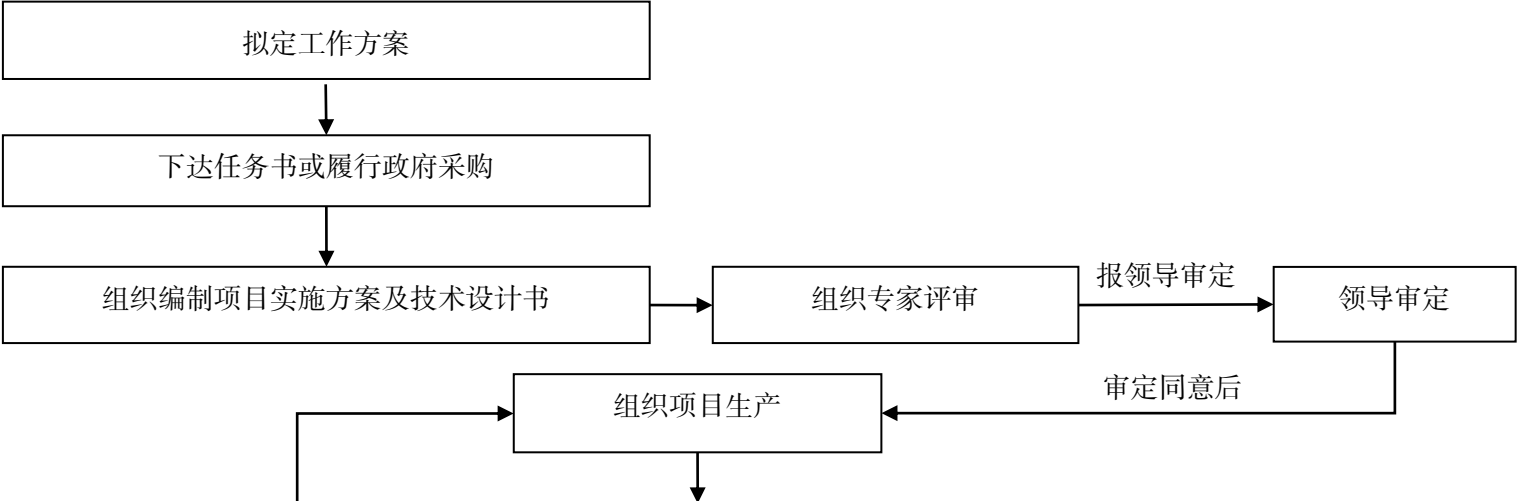 拟定工作方案
下达任务书或履行政府采购
组织编制项目实施方案及技术设计书
组织专家评审
报领导审定
领导审定
审定同意后
组织项目生产